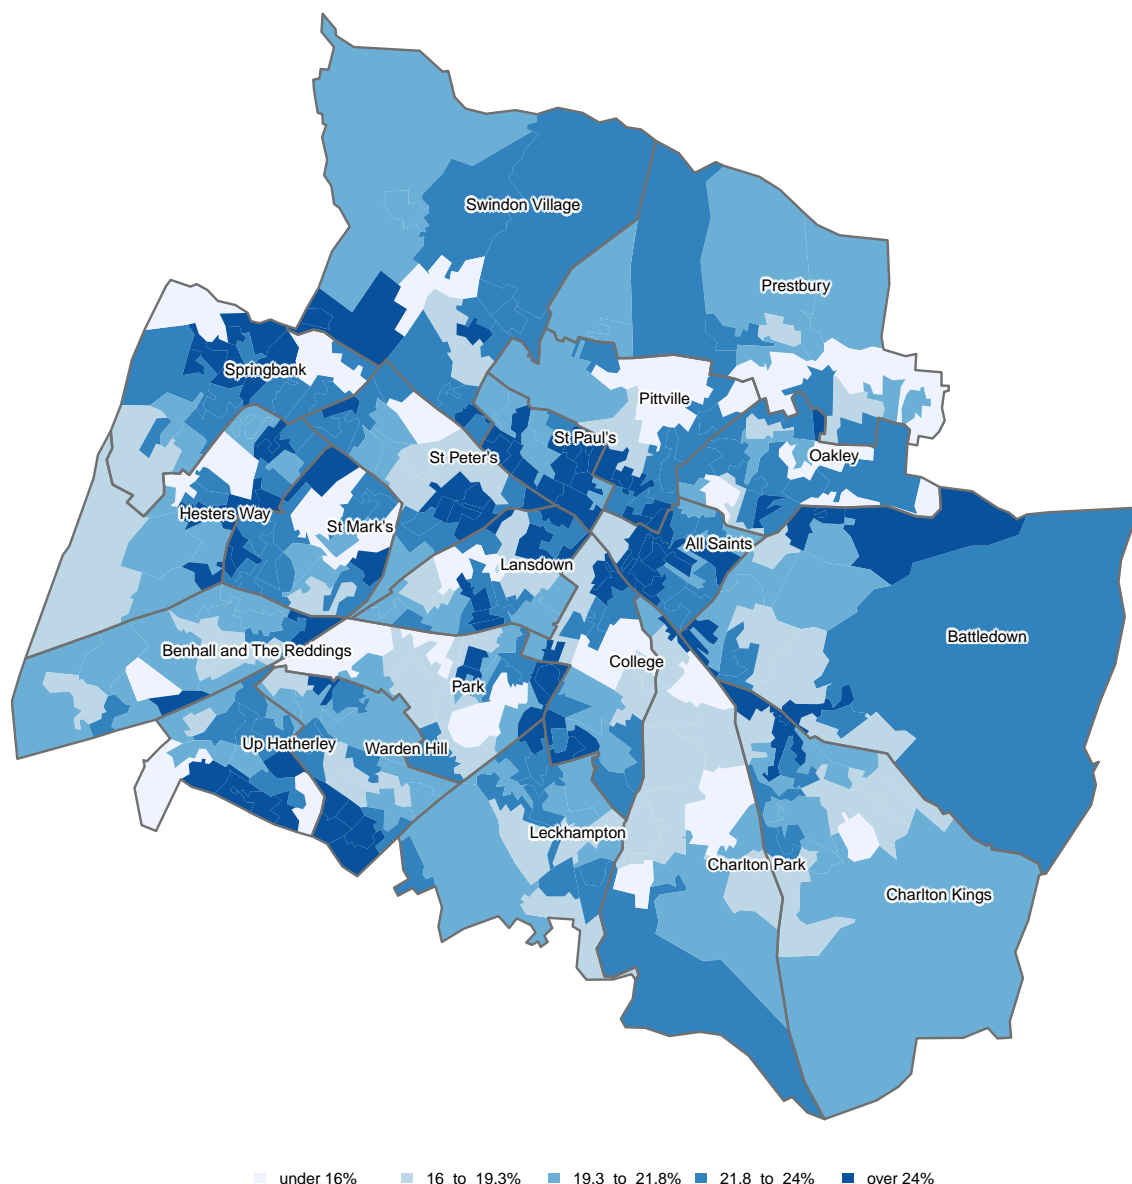 Swindon Village
Prestbury
Springbank
Pittville
St Paul's
St Peter's
Oakley
Hesters Way
St Mark's
All Saints
Lansdown
Battledown
Benhall and The Reddings
College
Park
Up Hatherley
Warden Hill
Leckhampton
Charlton Park
Charlton Kings
under 16% 16 to 19.3% 19.3 to 21.8% 21.8 to 24% over 24%